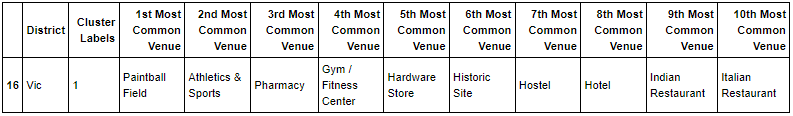 District Cluster Labels 1st Most Common Venue 2nd Most Common Venue 3rd Most Common Venue 4th Most Common Venue 5th Most Common Venue 6th Most Common Venue 7th Most Common Venue 8th Most Common Venue 9th Most Common Venue 10th Most Common Venue
16 Vic 1 Paintball Field Athletics & Sports Pharmacy Gym / Fitness Center Hardware Store Historic Site Hostel Hotel Indian Restaurant Italian Restaurant